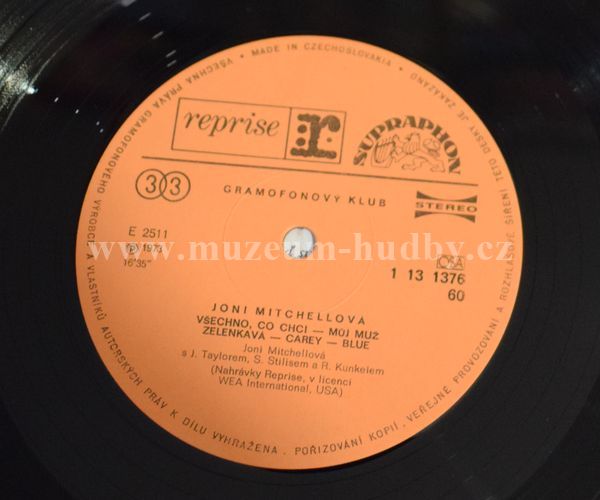 VŠECHNA PRÁVA GRAMOFONOVÉHO VÝROBCE A VLASTNÍKŮ AUTORSKÝCH PRÁV K DÍLU VYHRAŽENA. POŘIZOVÁNÍ KOPIÍ, VEŘEJNÉ PROVOZOVÁNÍ A ROZHLASOVÉ ŠÍŘENÍ TÉTO DESKY JE ZAKÁZÁNO
• MADE IN CZECHOSLOVAKIA •
reprise r: SUPRAPHON
33 GRAMOFONOVÝ KLUB STEREO
E 2511
Ⓟ 1973
16'35"
OSA
1 13 1376
60
www.muzeum-hudby.cz
JONI MITCHELLOVÁ
VŠECHNO, CO CHCI — MŮJ MUŽ
ZELENKAVÁ — CAREY — BLUE
Joni Mitchellová
s J. Taylorem, S. Stillsem a R. Kunkelem
(Nahrávky Reprise, v licenci
WEA International, USA)